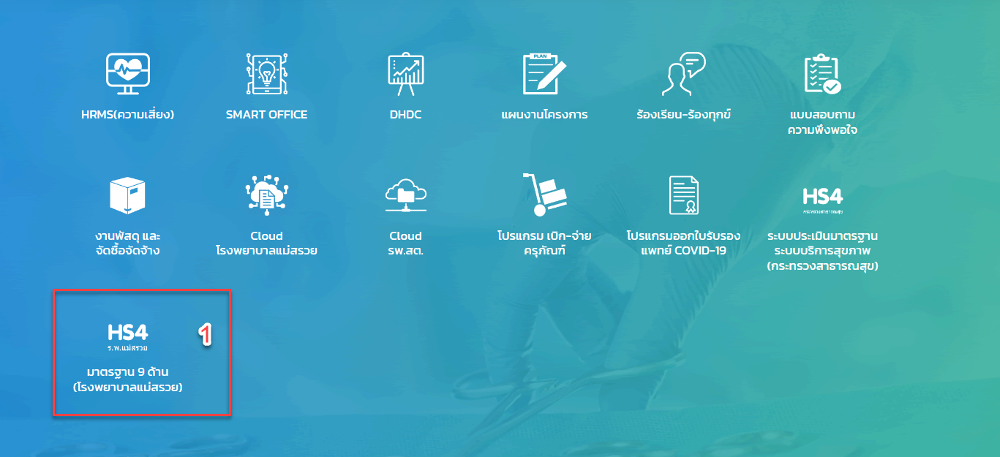 PLAN
HRMS(ความเสี่ยง)
SMART OFFICE
DHDC
แผนงานโครงการ
ร้องเรียน-ร้องทุกข์
แบบสอบถาม
ความพึงพอใจ
HS4
กระทรวงสาธารณสุข
งานพัสดุ และ
จัดซื้อจัดจ้าง
Cloud
โรงพยาบาลแม่สรวย
Cloud
รพ.สต.
โปรแกรม เบิก-จ่าย
ครุภัณฑ์
โปรแกรมออกใบรับรอง
แพทย์ COVID-19
ระบบประเมินมาตรฐาน
ระบบบริการสุขภาพ
(กระทรวงสาธารณสุข)
HS4
ร.พ.แม่สรวย
1
มาตรฐาน 9 ด้าน
(โรงพยาบาลแม่สรวย)